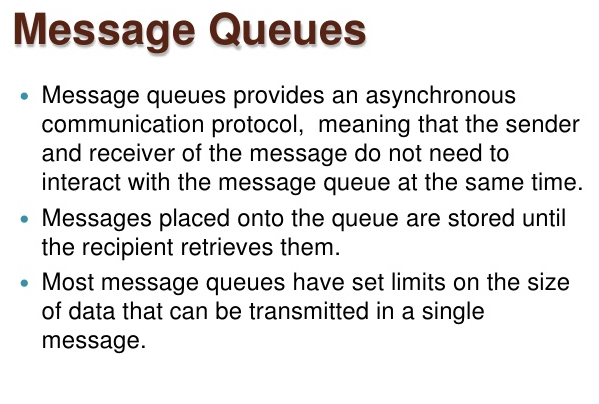 Message Queues
• Message queues provides an asynchronous
communication protocol,  meaning that the sender
and receiver of the message do not need to
interact with the message queue at the same time.
• Messages placed onto the queue are stored until
the recipient retrieves them.
• Most message queues have set limits on the size
of data that can be transmitted in a single
message.